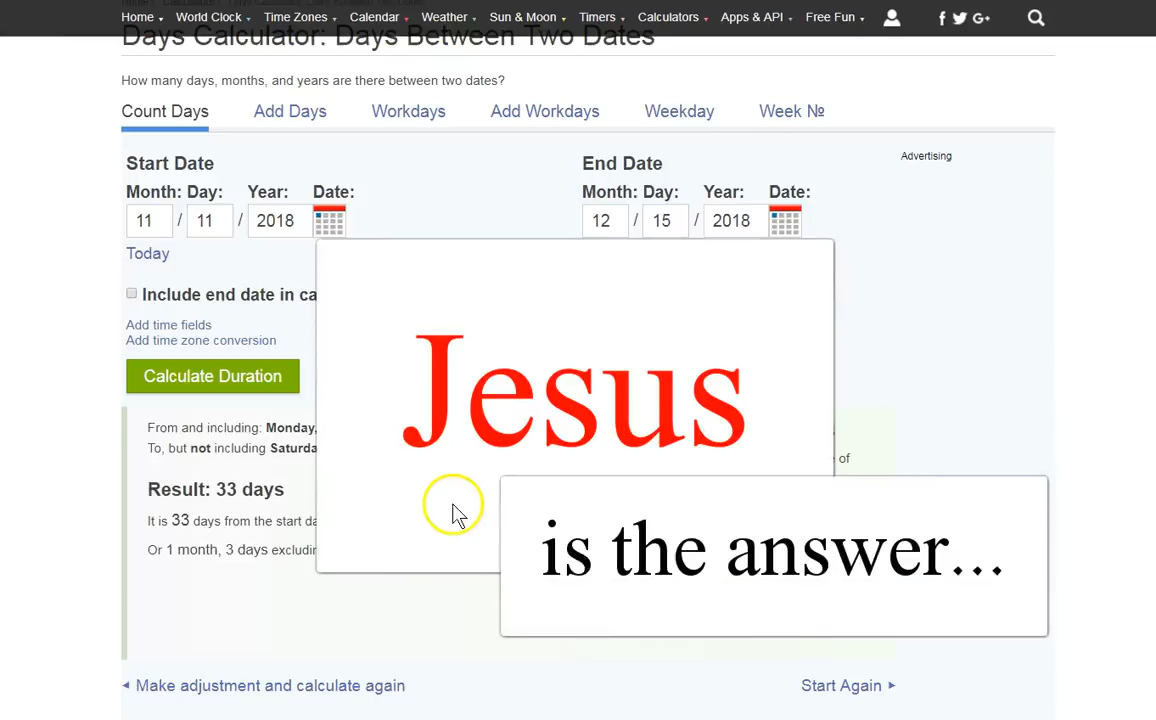 Home World Clock Time Zones Calendar Weather Sun & Moon Timers Calculators Apps & API Free Fun
Days Calculator: Days Between Two Dates
How many days, months, and years are there between two dates?
Count Days Add Days Workdays Add Workdays Weekday Week №
Start Date End Date Advertising
Month: Day: Year: Date: Month: Day: Year: Date:
11 / 11 / 2018 12 / 15 / 2018
Today
Include end date in ca
Add time fields
Add time zone conversion
Calculate Duration
Jesus
From and including: Monday,
To, but not including Saturda
of
Result: 33 days
It is 33 days from the start da
Or 1 month, 3 days excludin
is the answer...
Make adjustment and calculate again Start Again